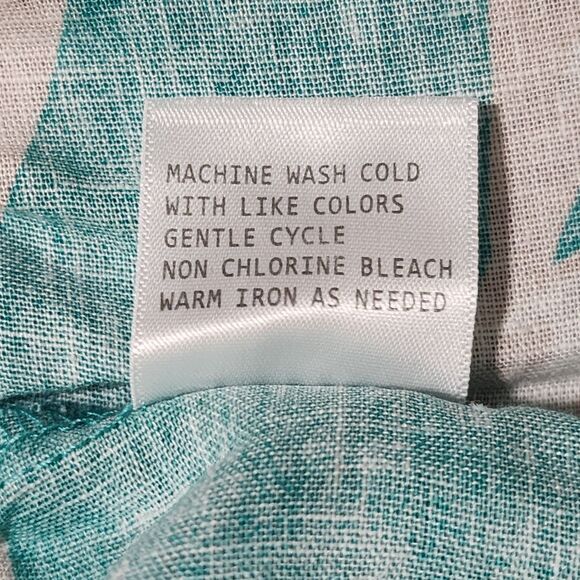 MACHINE WASH COLD
WITH LIKE COLORS
GENTLE CYCLE
NON CHLORINE BLEACH
WARM IRON AS NEEDED